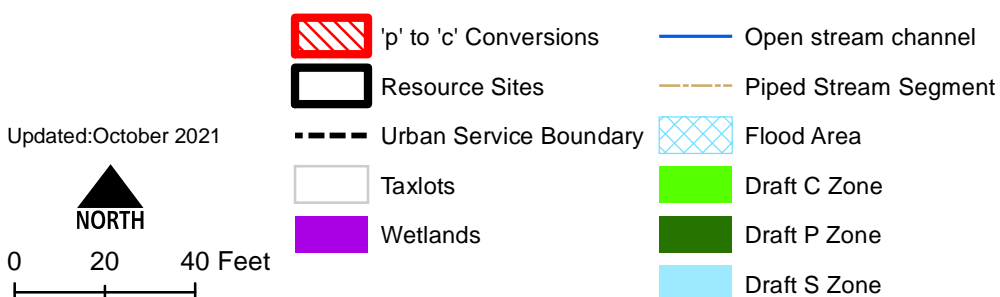 Updated:October 2021
NORTH
0 20 40 Feet
'p' to 'c' Conversions
Resource Sites
Urban Service Boundary
Taxlots
Wetlands
Open stream channel
Piped Stream Segment
Flood Area
Draft C Zone
Draft P Zone
Draft S Zone